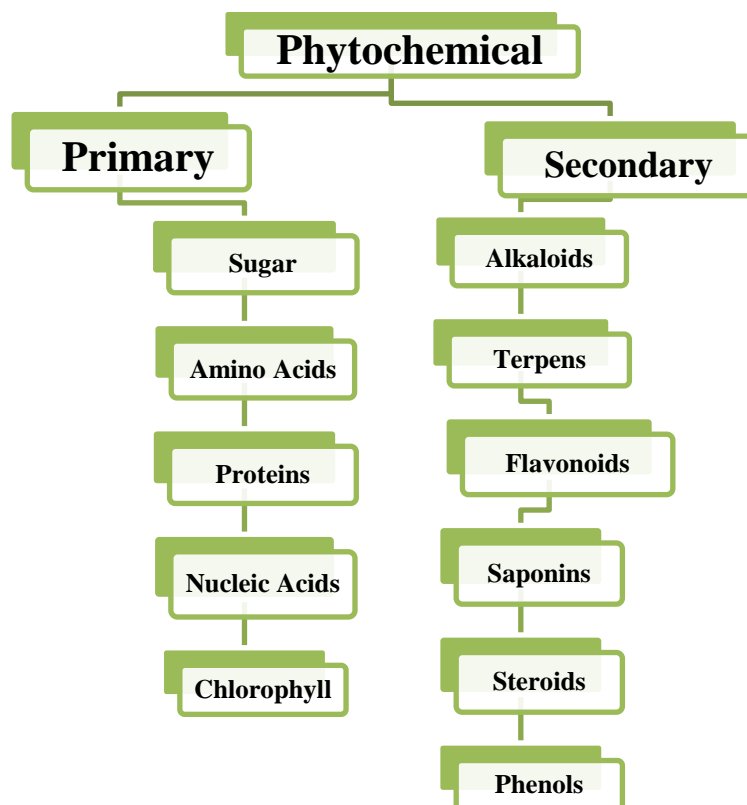 Phytochemical
Primary
Secondary
Sugar
Alkaloids
Amino Acids
Terpens
Proteins
Flavonoids
Nucleic Acids
Saponins
Chlorophyll
Steroids
Phenols